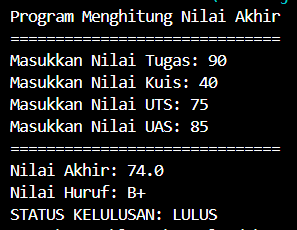 Program Menghitung Nilai Akhir
==============================
Masukkan Nilai Tugas: 90
Masukkan Nilai Kuis: 40
Masukkan Nilai UTS: 75
Masukkan Nilai UAS: 85
==============================
Nilai Akhir: 74.0
Nilai Huruf: B+
STATUS KELULUSAN: LULUS